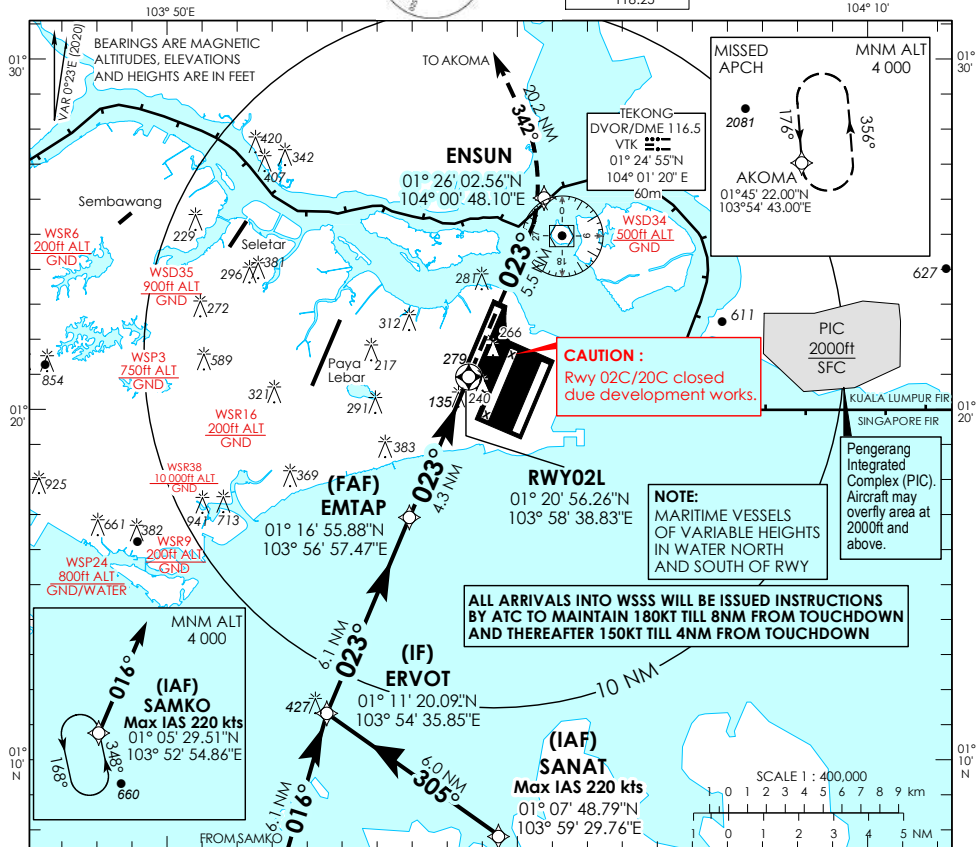 118.25
103° 50'E
104° 10'
01°
30'
VAR 0°23'E (2020)
BEARINGS ARE MAGNETIC
ALTITUDES, ELEVATIONS
AND HEIGHTS ARE IN FEET
TO AKOMA
20.2 NM
342°
MISSED
APCH
MNM ALT
4 000
2081
176°
356°
AKOMA
01°45' 22.00"N
103°54' 43.00"E
01°
30'
TEKONG
DVOR/DME 116.5
VTK
01° 24' 55"N
104° 01' 20" E
60m
ENSUN
01° 26' 02.56"N
104° 00' 48.10"E
420
342
407
Sembawang
229
Seletar
WSR6
200ft ALT
GND
WSD35
900ft ALT
GND
296
381
272
WSD34
500ft ALT
GND
0
9
18
27
023°
5.5 NM
281
312
627
611
PIC
2000ft
SFC
854
WSP3
750ft ALT
GND
589
Paya
Lebar
217
279
266
240
135
x
x
CAUTION :
Rwy 02C/20C closed
due development works.
KUALA LUMPUR FIR
SINGAPORE FIR
01°
20'
01°
20'
321
291
WSR16
200ft ALT
GND
383
925
WSR38
10 000ft ALT
GND
369
941
713
(FAF)
EMTAP
01° 16' 55.88"N
103° 56' 57.47"E
023°
4.3 NM
RWY02L
01° 20' 56.26"N
103° 58' 38.83"E
NOTE:
MARITIME VESSELS
OF VARIABLE HEIGHTS
IN WATER NORTH
AND SOUTH OF RWY
Pengerang
Integrated
Complex (PIC).
Aircraft may
overfly area at
2000ft and
above.
661
382
WSR9
200ft ALT
GND
WSP24
800ft ALT
GND/WATER
ALL ARRIVALS INTO WSSS WILL BE ISSUED INSTRUCTIONS
BY ATC TO MAINTAIN 180KT TILL 8NM FROM TOUCHDOWN
AND THEREAFTER 150KT TILL 4NM FROM TOUCHDOWN
MNM ALT
4 000
016°
(IAF)
SAMKO
Max IAS 220 kts
01° 05' 29.51"N
103° 52' 54.86"E
168°
348°
660
6.1 NM
023°
(IF)
ERVOT
01° 11' 20.09"N
103° 54' 35.85"E
427
10 NM
6.0 NM
305°
(IAF)
SANAT
Max IAS 220 kts
01° 07' 48.79"N
103° 59' 29.76"E
6.1 NM
016°
FROM SAMKO
01°
10'
N
01°
10'
N
SCALE 1 : 400,000
1 0 1 2 3 4 5 6 7 8 9 km
1 0 1 2 3 4 5 NM